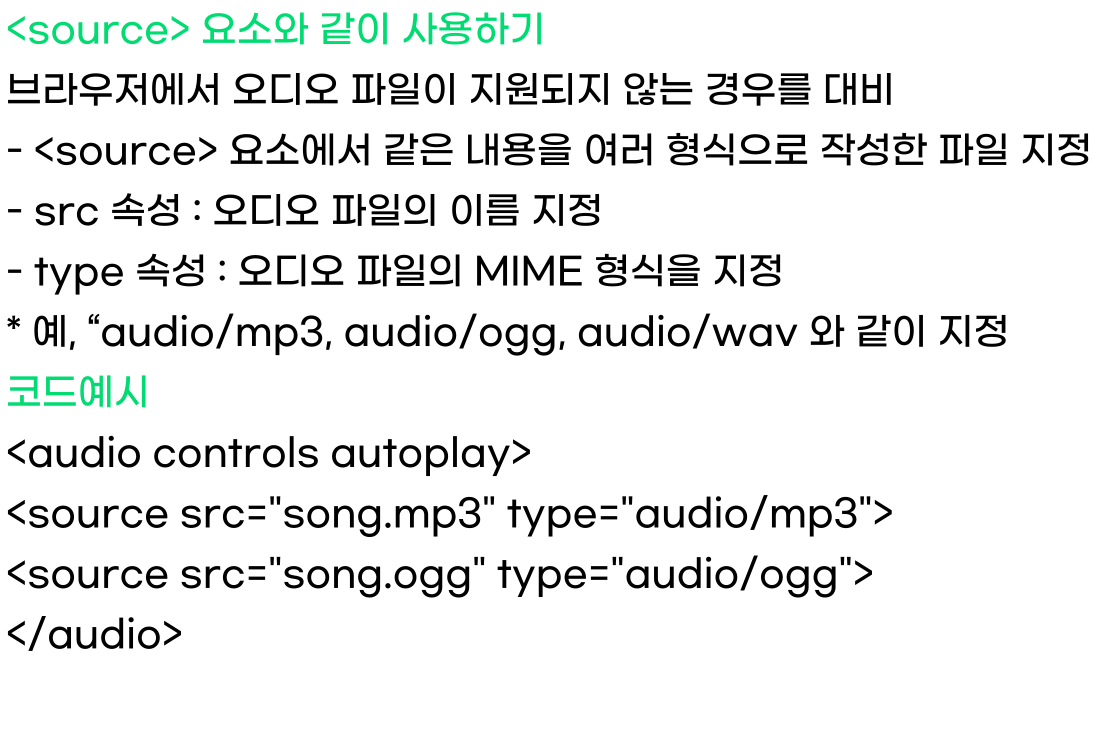 <source> 요소와 같이 사용하기
브라우저에서 오디오 파일이 지원되지 않는 경우를 대비
- <source> 요소에서 같은 내용을 여러 형식으로 작성한 파일 지정
- src 속성 : 오디오 파일의 이름 지정
- type 속성 : 오디오 파일의 MIME 형식을 지정
* 예, “audio/mp3, audio/ogg, audio/wav 와 같이 지정
코드예시
<audio controls autoplay>
<source src="song.mp3" type="audio/mp3">
<source src="song.ogg" type="audio/ogg">
</audio>